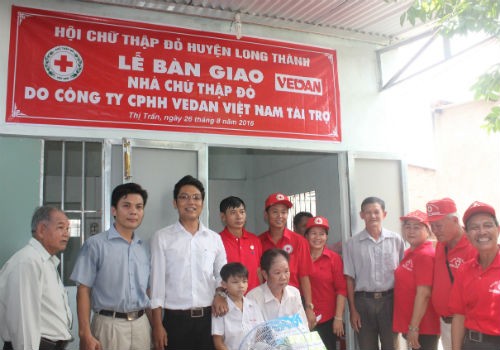 HỘI CHỮ THẬP ĐỎ HUYỆN LONG THÀNH
LỄ BÀN GIAO
VEDAN
NHÀ CHỮ THẬP ĐỎ
DO CÔNG TY CPHH VEDAN VIỆT NAM TÀI TRỢ
Thị Trấn, ngày 26 tháng 8 năm 2016